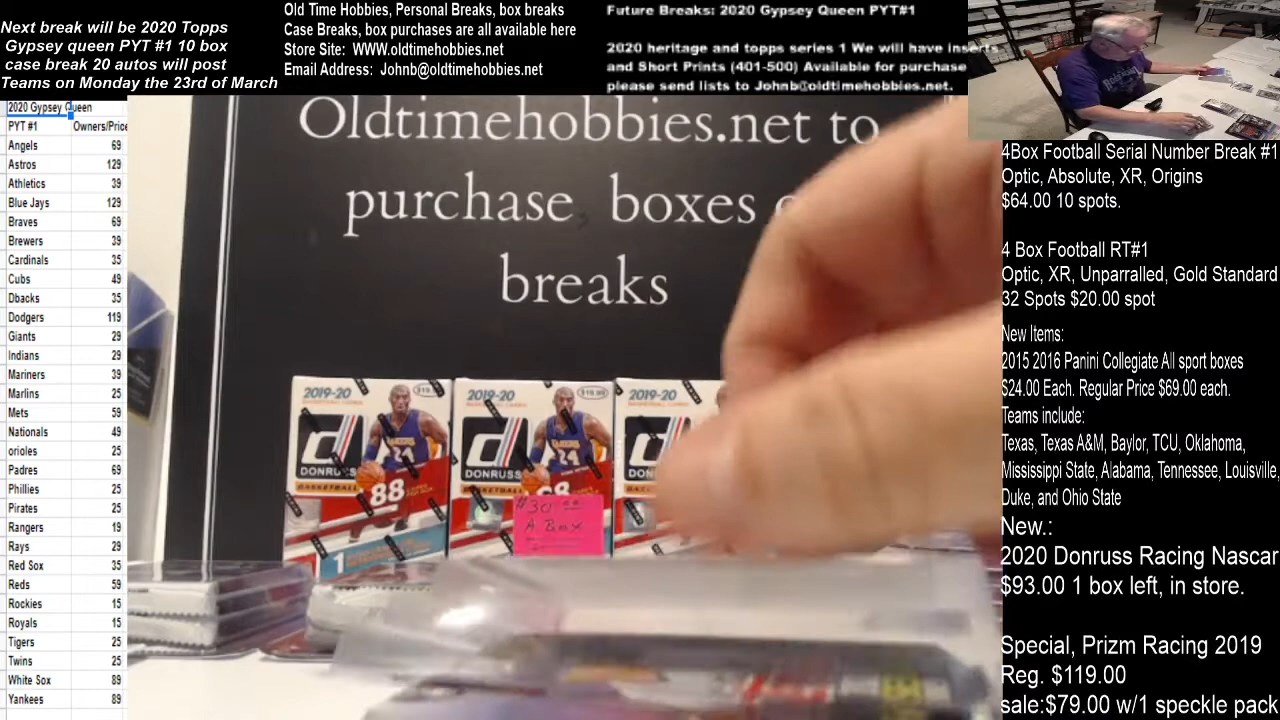 Next break will be 2020 Topps
Gypsey queen PYT #1 10 box
case break 20 autos will post
Teams on Monday the 23rd of March
Old Time Hobbies, Personal Breaks, box breaks
Case Breaks, box purchases are all available here
Store Site: WWW.oldtimehobbies.net
Email Address: Johnb@oldtimehobbies.net
Future Breaks: 2020 Gypsey Queen PYT#1
2020 heritage and topps series 1 We will have inserts
and Short Prints (401-500) Available for purchase
please send lists to Johnb@oldtimehobbies.net.
2020 Gypsey Queen
PYT #1 Owners/Price
Angels 69
Astros 129
Athletics 39
Blue Jays 129
Braves 69
Brewers 39
Cardinals 35
Cubs 49
Dbacks 35
Dodgers 119
Giants 29
Indians 29
Mariners 39
Marlins 25
Mets 59
Nationals 49
orioles 25
Padres 69
Phillies 25
Pirates 25
Rangers 19
Rays 29
Red Sox 35
Reds 59
Rockies 15
Royals 15
Tigers 25
Twins 25
White Sox 89
Yankees 89
Oldtimehobbies.net to
purchase boxes
breaks
2019-20
DONRUSS
BASKETBALL
88
1
2019-20
DONRUSS
BASKETBALL
2019-20
#30
A Box
4Box Football Serial Number Break #1
Optic, Absolute, XR, Origins
$64.00 10 spots.
4 Box Football RT#1
Optic, XR, Unparralled, Gold Standard
32 Spots $20.00 spot
New Items:
2015 2016 Panini Collegiate All sport boxes
$24.00 Each. Regular Price $69.00 each.
Teams include:
Texas, Texas A&M, Baylor, TCU, Oklahoma,
Mississippi State, Alabama, Tennessee, Louisville,
Duke, and Ohio State
New.:
2020 Donruss Racing Nascar
$93.00 1 box left, in store.
Special, Prizm Racing 2019
Reg. $119.00
sale:$79.00 w/1 speckle pack